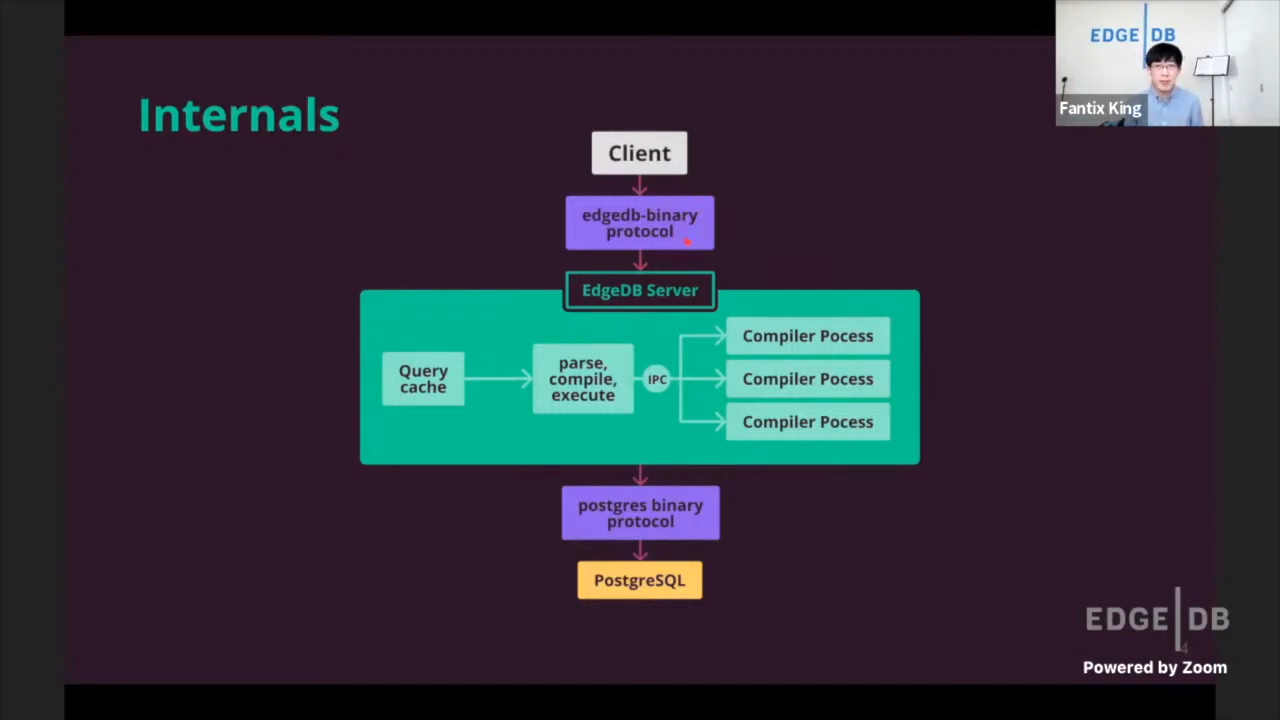 EDGE DB
Fantix King
Internals
Client
edgedb-binary
protocol
EdgeDB Server
Query
cache
parse,
compile,
execute
IPC
Compiler Pocess
Compiler Pocess
Compiler Pocess
postgres binary
protocol
PostgreSQL
EDGE DB
4
Powered by Zoom